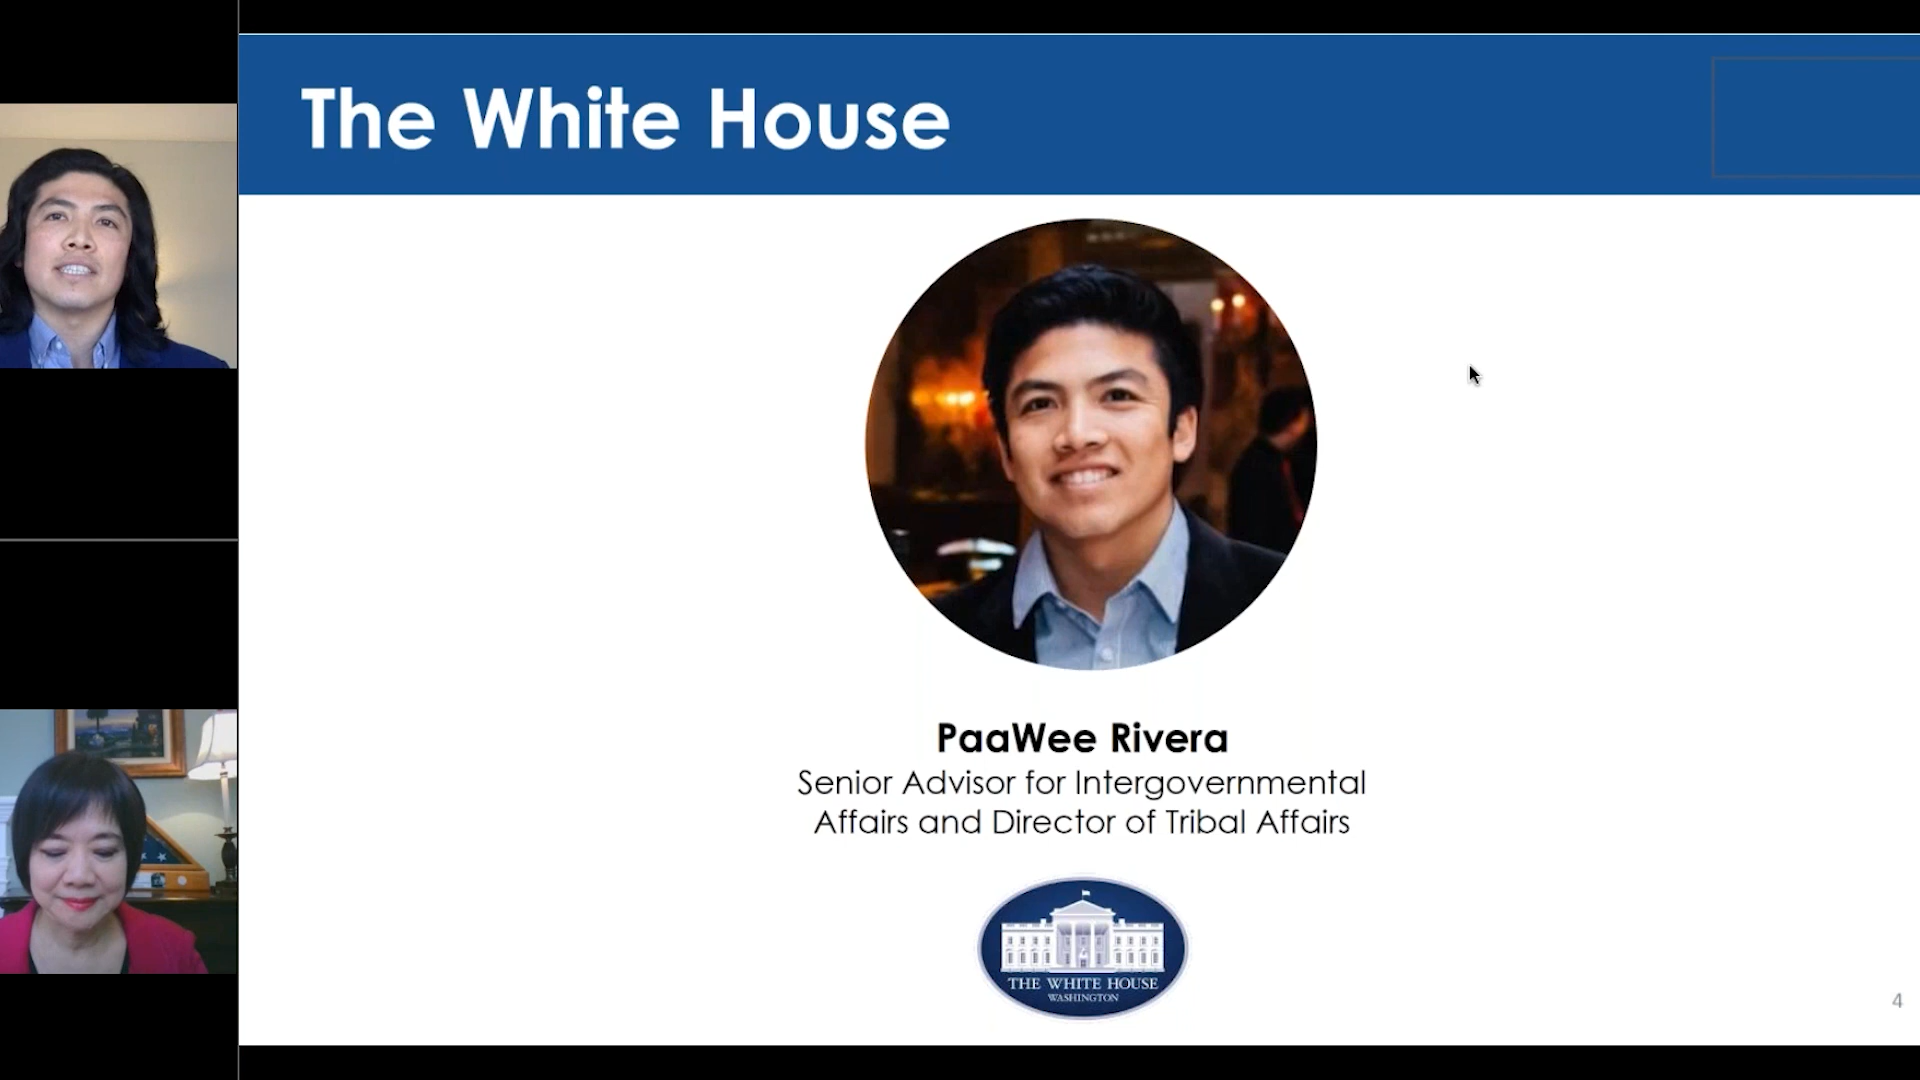 The White House
PaaWee Rivera
Senior Advisor for Intergovernmental
Affairs and Director of Tribal Affairs
THE WHITE HOUSE
WASHINGTON
4